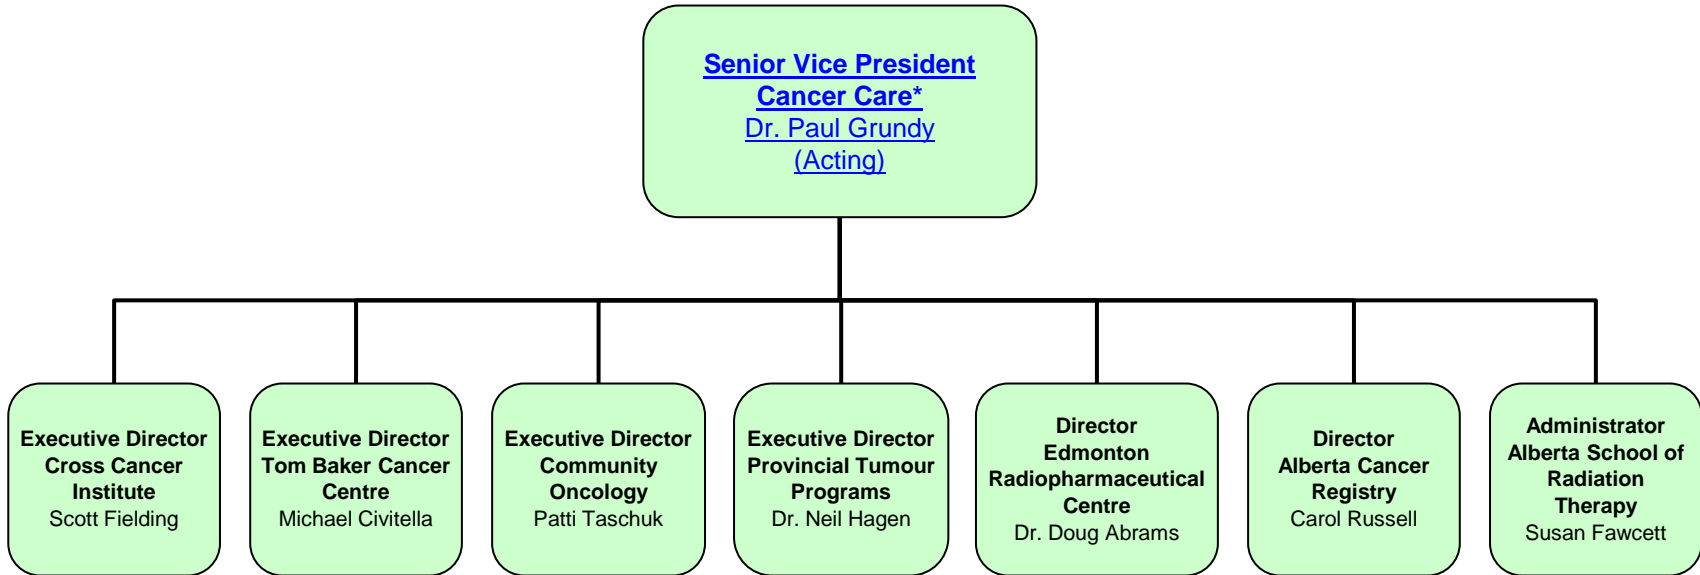 Senior Vice President
Cancer Care*
Dr. Paul Grundy
(Acting)
Executive Director
Cross Cancer
Institute
Scott Fielding
Executive Director
Tom Baker Cancer
Centre
Michael Civitella
Executive Director
Community
Oncology
Patti Taschuk
Executive Director
Provincial Tumour
Programs
Dr. Neil Hagen
Director
Edmonton
Radiopharmaceutical
Centre
Dr. Doug Abrams
Director
Alberta Cancer
Registry
Carol Russell
Administrator
Alberta School of
Radiation
Therapy
Susan Fawcett